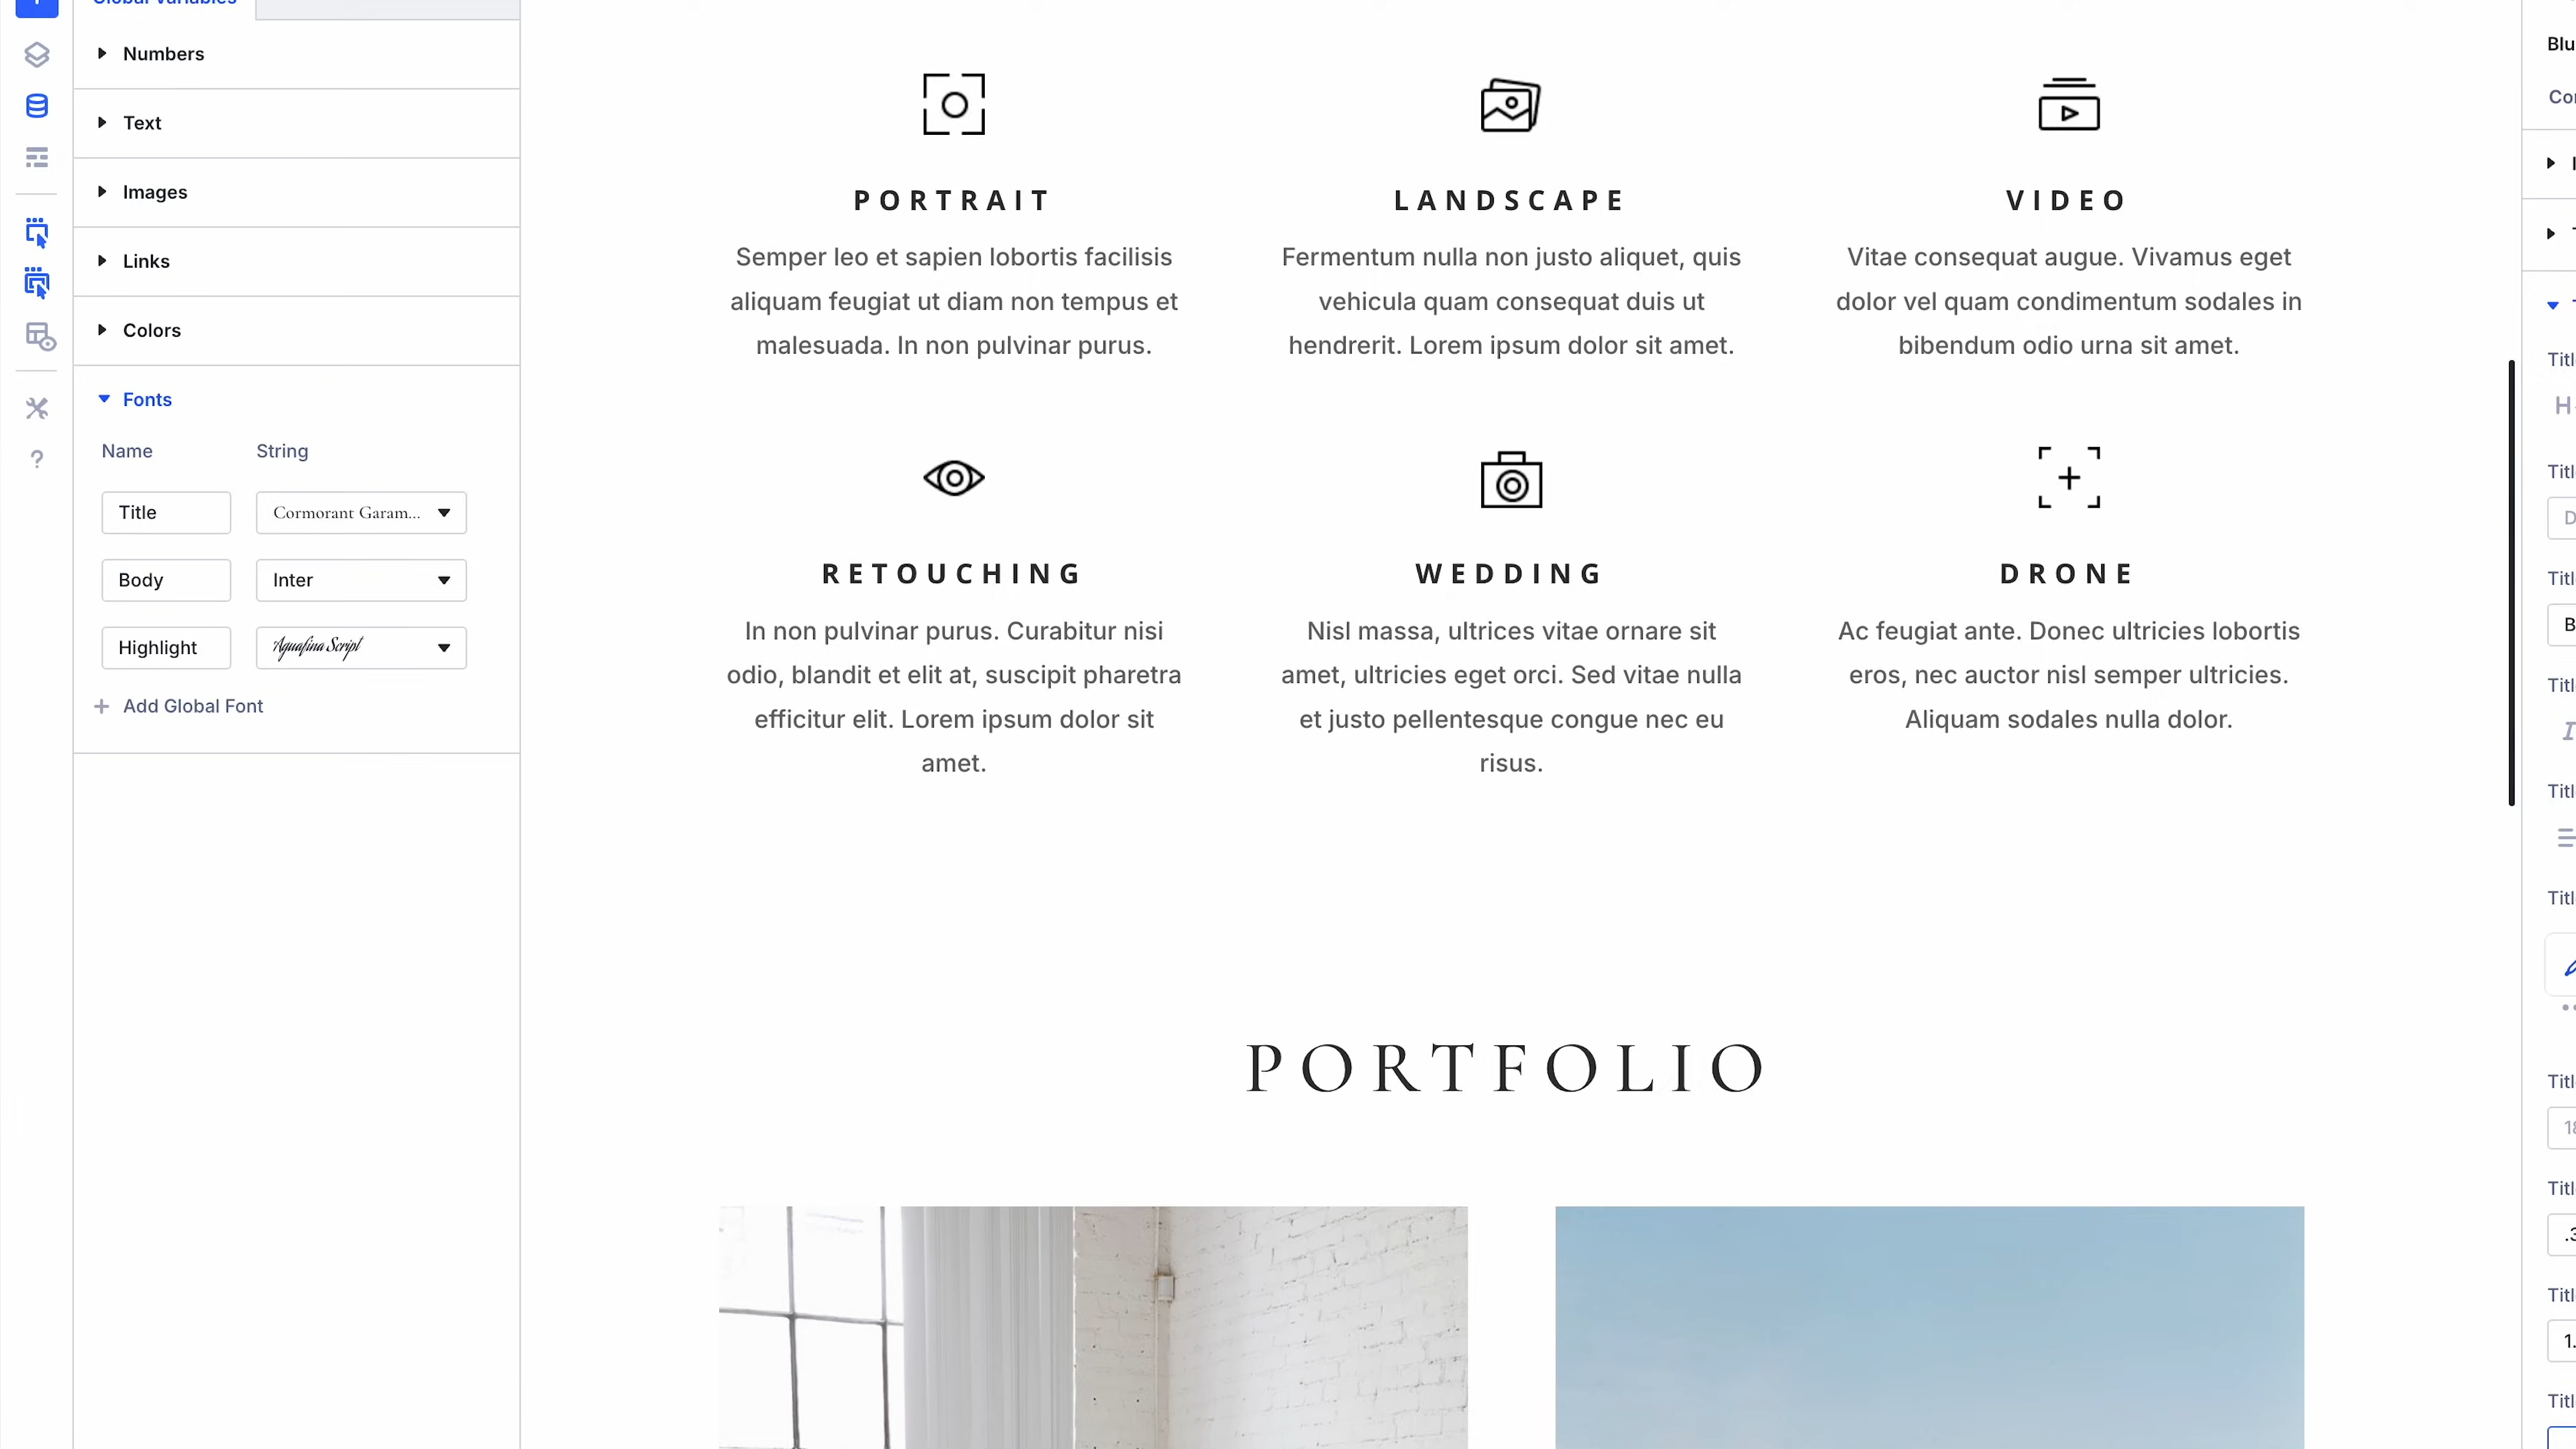 Global Variables
Numbers
Text
Images
Links
Colors
Fonts
Name String
Title Cormorant Garam...
Body Inter
Highlight Aguafina Script
Add Global Font
?
PORTRAIT
Semper leo et sapien lobortis facilisis
aliquam feugiat ut diam non tempus et
malesuada. In non pulvinar purus.
LANDSCAPE
Fermentum nulla non justo aliquet, quis
vehicula quam consequat duis ut
hendrerit. Lorem ipsum dolor sit amet.
VIDEO
Vitae consequat augue. Vivamus eget
dolor vel quam condimentum sodales in
bibendum odio urna sit amet.
RETOUCHING
In non pulvinar purus. Curabitur nisi
odio, blandit et elit at, suscipit pharetra
efficitur elit. Lorem ipsum dolor sit
amet.
WEDDING
Nisl massa, ultrices vitae ornare sit
amet, ultricies eget orci. Sed vitae nulla
et justo pellentesque congue nec eu
risus.
DRONE
Ac feugiat ante. Donec ultricies lobortis
eros, nec auctor nisl semper ultricies.
Aliquam sodales nulla dolor.
PORTFOLIO